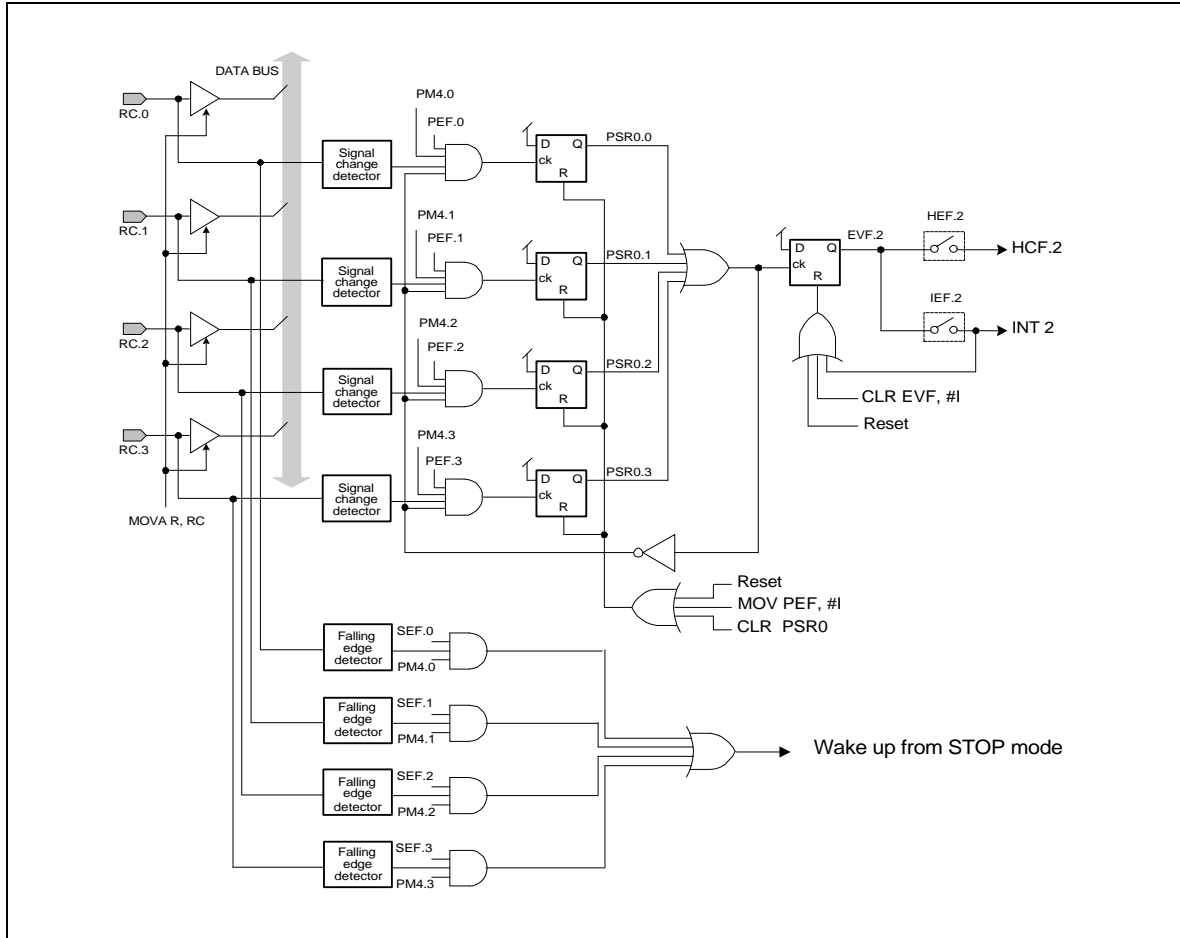 DATA BUS
RC.0
PM4.0
PEF.0
Signal
change
detector
D Q
ck
R
PSR0.0
RC.1
PM4.1
PEF.1
Signal
change
detector
D Q
ck
R
PSR0.1
D Q
ck
R
EVF.2
HEF.2
HCF.2
IEF.2
INT 2
CLR EVF, #I
Reset
RC.2
PM4.2
PEF.2
Signal
change
detector
D Q
ck
R
PSR0.2
RC.3
PM4.3
PEF.3
Signal
change
detector
D Q
ck
R
PSR0.3
MOVA R, RC
Reset
MOV PEF, #I
CLR PSR0
Falling
edge
detector
SEF.0
PM4.0
Falling
edge
detector
SEF.1
PM4.1
Wake up from STOP mode
Falling
edge
detector
SEF.2
PM4.2
Falling
edge
detector
SEF.3
PM4.3